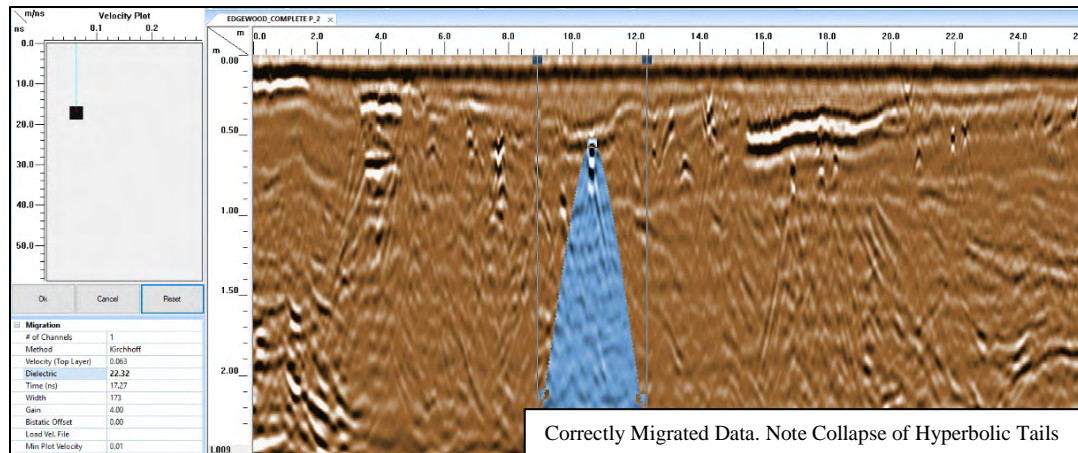 m/ns Velocity Plot
ns 0.1 0.2
0.0
10.0
20.0
30.0
40.0
50.0
Ok Cancel Reset
Migration
# of Channels 1
Method Kirchhoff
Velocity (Top Layer) 0.063
Dielectric 22.32
Time (ns) 17.27
Width 173
Gain 4.00
Bistatic Offset 0.00
Load Vel. File
Min Plot Velocity 0.01
EDGEWOOD_COMPLETE P_2 ×
m
m 0.0 2.0 4.0 6.0 8.0 10.0 12.0 14.0 16.0 18.0 20.0 22.0 24.0
0.00
0.50
1.00
1.50
2.00
L009
Correctly Migrated Data. Note Collapse of Hyperbolic Tails